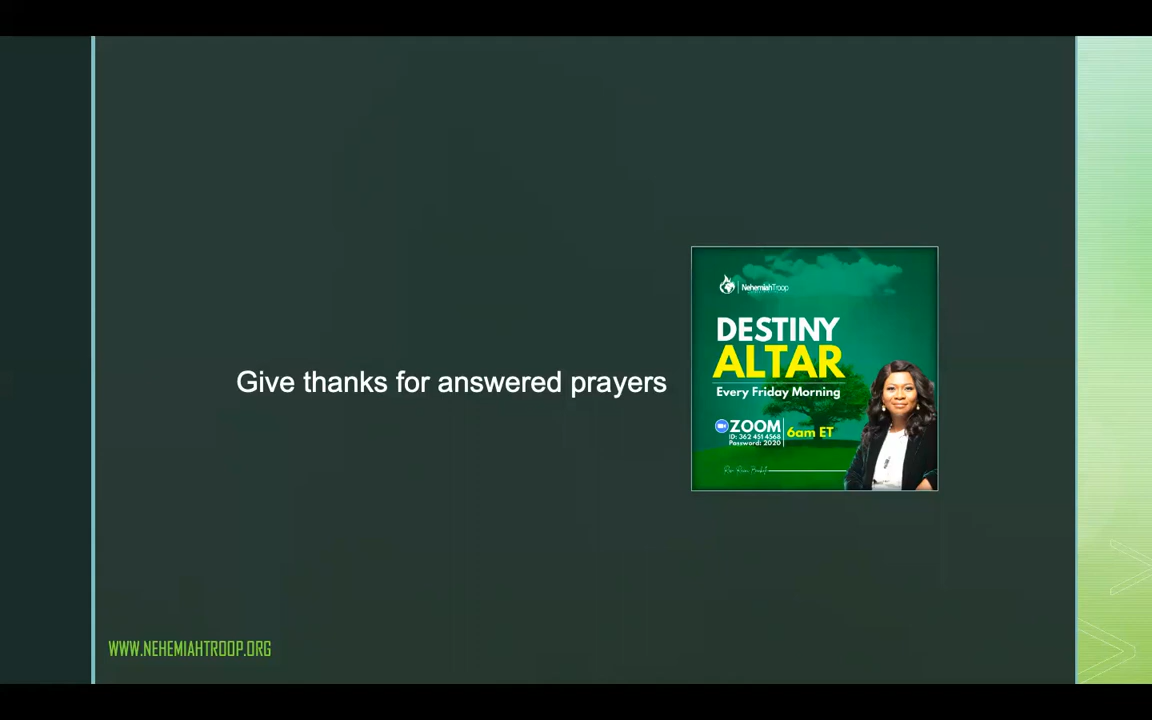 Give thanks for answered prayers
NehemiahTroop
DESTINY
ALTAR
Every Friday Morning
ZOOM
ID: 362 451 4568
Password: 2020
6am ET
WWW.NEHEMIAHTROOP.ORG